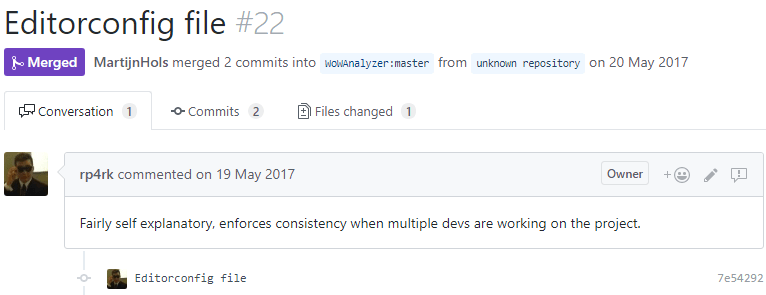 Editorconfig file #22
Merged MartijnHols merged 2 commits into WoWAnalyzer:master from unknown repository on 20 May 2017
Conversation 1 Commits 2 Files changed 1
rp4rk commented on 19 May 2017 Owner
Fairly self explanatory, enforces consistency when multiple devs are working on the project.
Editorconfig file 7e54292